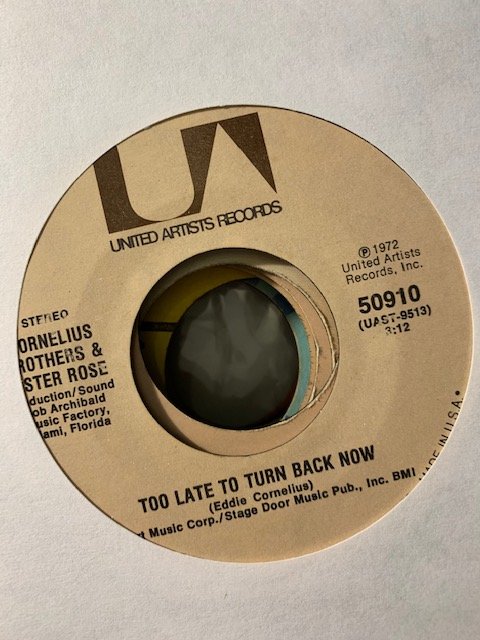 UA
UNITED ARTISTS RECORDS
℗ 1972
United Artists
Records, Inc.
50910
(UAST-9513)
3:12
STEREO
ORNELIUS
ROTHERS &
STER ROSE
duction/Sound
ob Archibald
usic Factory,
ami, Florida
TOO LATE TO TURN BACK NOW
(Eddie Cornelius)
t Music Corp./Stage Door Music Pub., Inc. BMI
MADE IN U.S.A.